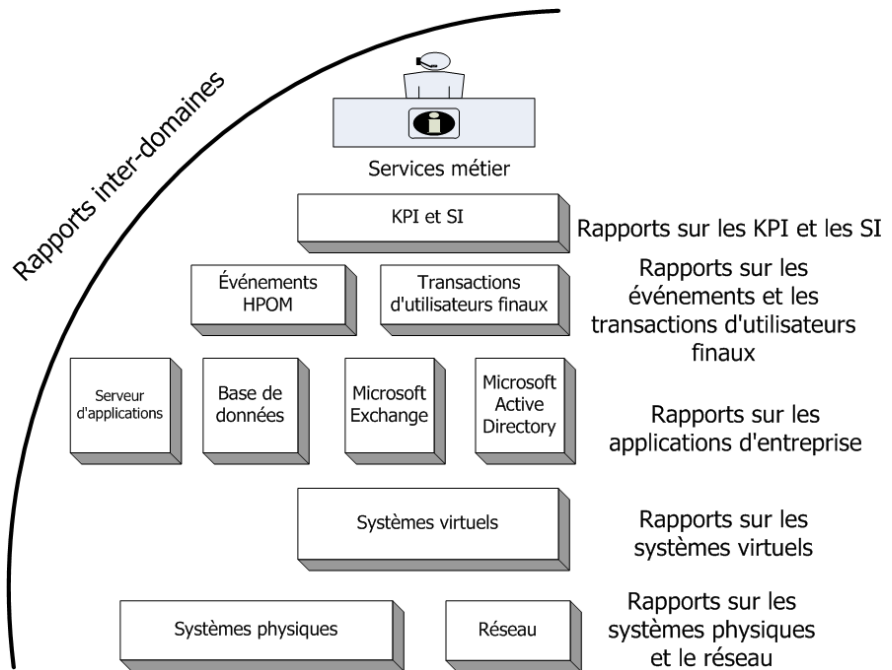 Rapports inter-domaines
Services métier
KPI et SI
Rapports sur les KPI et les SI
Événements
HPOM
Transactions
d'utilisateurs finaux
Rapports sur les
événements et les
transactions d'utilisateurs
finaux
Serveur
d'applications
Base de
données
Microsoft
Exchange
Microsoft
Active
Directory
Rapports sur les
applications d'entreprise
Systèmes virtuels
Rapports sur les
systèmes virtuels
Systèmes physiques
Réseau
Rapports sur les
systèmes physiques
et le réseau